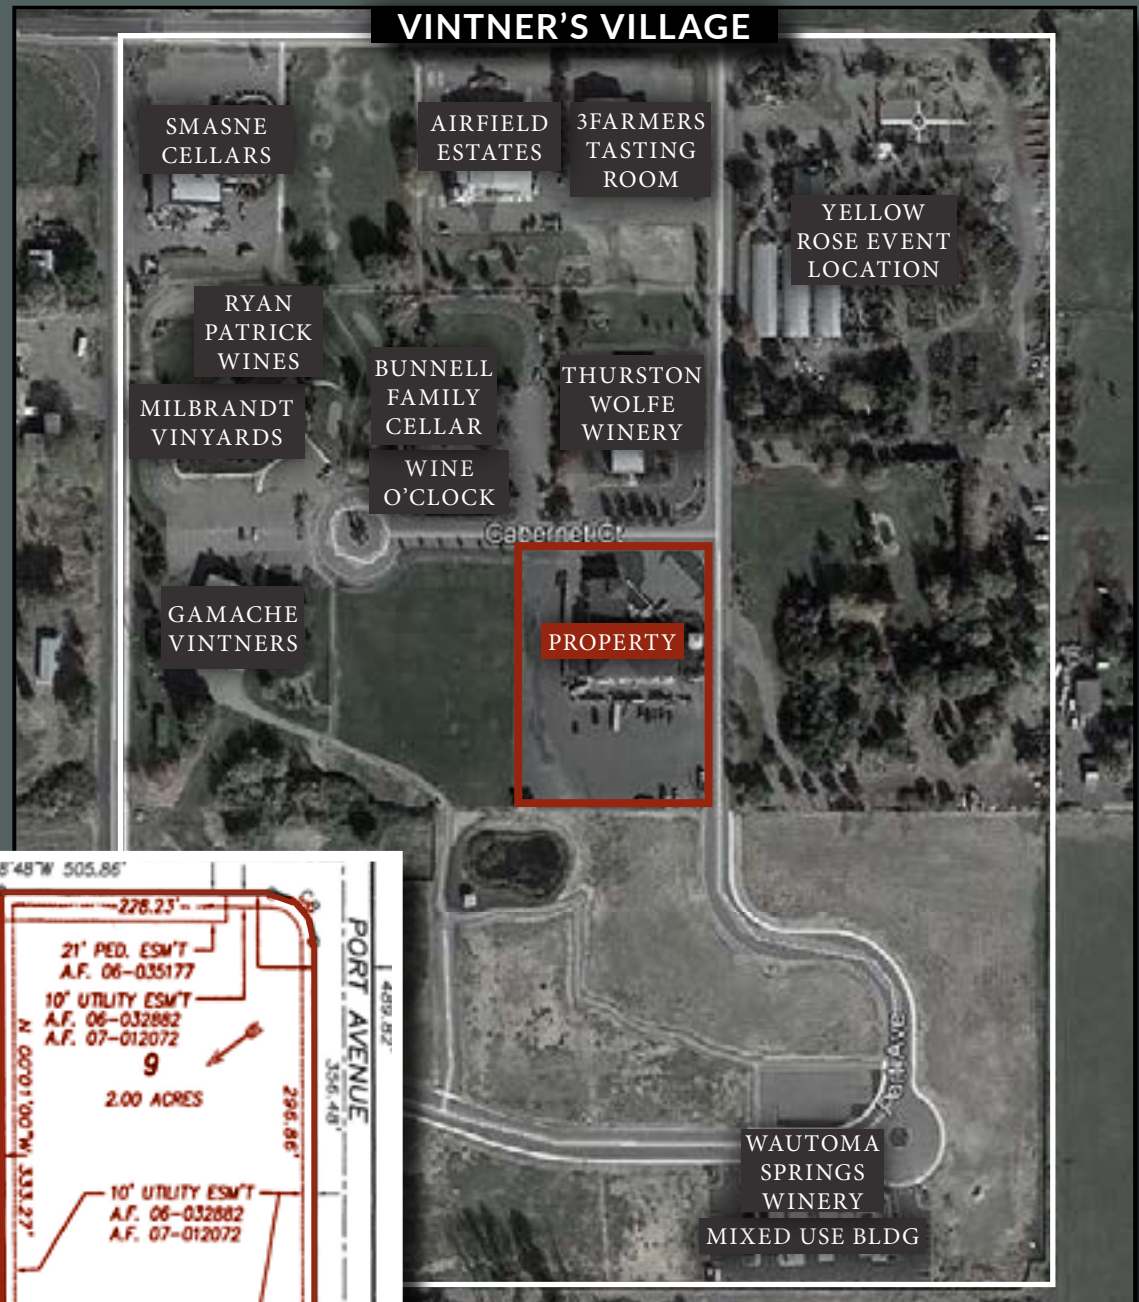 VINTNER'S VILLAGE
SMASNE
CELLARS
AIRFIELD
ESTATES
3FARMERS
TASTING
ROOM
YELLOW
ROSE EVENT
LOCATION
RYAN
PATRICK
WINES
MILBRANDT
VINYARDS
BUNNELL
FAMILY
CELLAR
WINE
O'CLOCK
THURSTON
WOLFE
WINERY
Cabernet Ct
GAMACHE
VINTNERS
PROPERTY
8'48"W 505.86'
228.23'
21' PED. ESM'T
A.F. 06-035177
10' UTILITY ESM'T
A.F. 06-032882
A.F. 07-012072
9
2.00 ACRES
N 00'01'00"W 333.27'
296.86'
PORT AVENUE
489.82'
356.48'
10' UTILITY ESM'T
A.F. 06-032882
A.F. 07-012072
Ave
WAUTOMA
SPRINGS
WINERY
MIXED USE BLDG